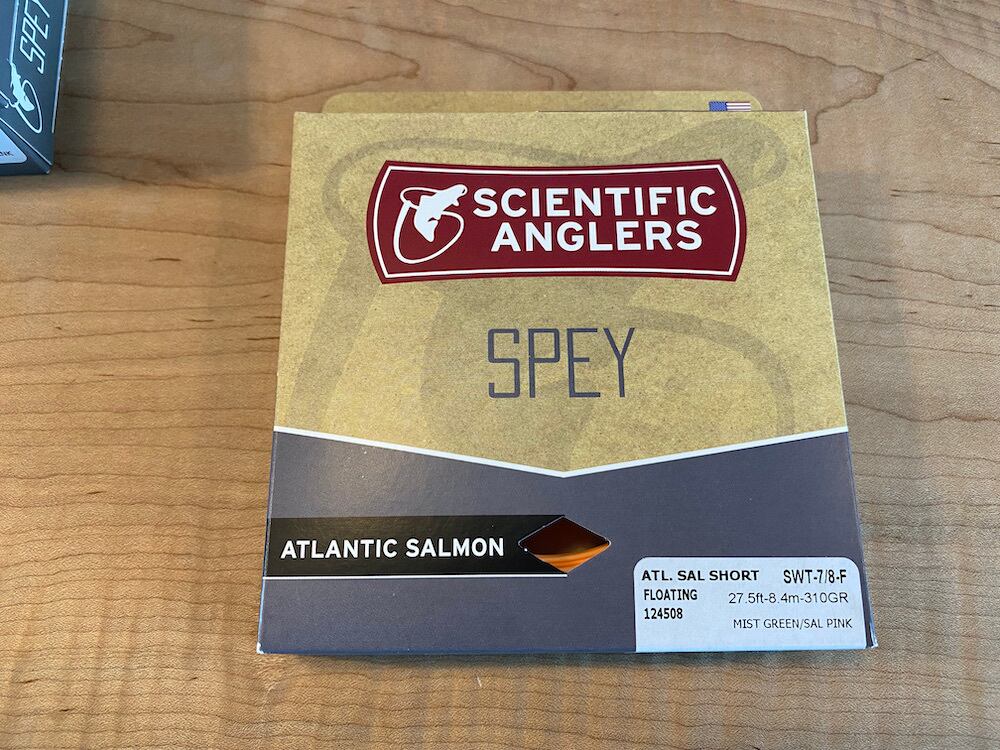 SPEY
SCIENTIFIC
ANGLERS
SPEY
ATLANTIC SALMON
ATL. SAL SHORT SWT-7/8-F
FLOATING 27.5ft-8.4m-310GR
124508
MIST GREEN/SAL PINK